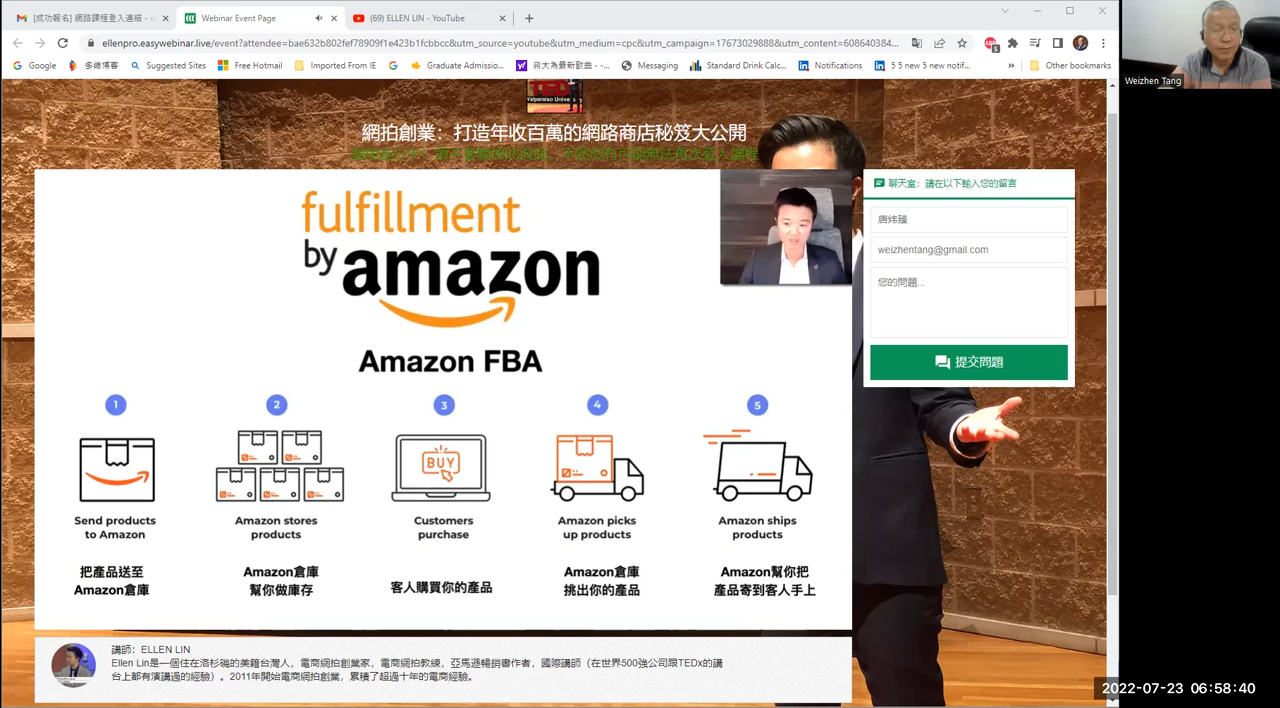 [成功報名] 網路課程登入連結 - w
Webinar Event Page
(69) ELLEN LIN - YouTube
ellenpro.easywebinar.live/event?attendee=bae632b802fef78909f1e423b1fcbbcc&utm_source=youtube&utm_medium=cpc&utm_campaign=17673029888&utm_content=608640384...
Google
多維博客
Suggested Sites
Free Hotmail
Imported From IE
Graduate Admissio...
蔣太為最新歌曲 - -...
Messaging
Standard Drink Calc...
Notifications
5 5 new 5 new notif...
Other bookmarks
Weizhen Tang
TED
Valparaiso Unive
網拍創業：打造年收百萬的網路商店秘笈大公開
聊天室：請在以下輸入您的留言
唐炜臻
weizhentang@gmail.com
您的問題...
提交問題
fulfillment
by amazon
Amazon FBA
1
2
3
4
5
BUY
Send products
to Amazon
Amazon stores
products
Customers
purchase
Amazon picks
up products
Amazon ships
products
把產品送至
Amazon倉庫
Amazon倉庫
幫你做庫存
客人購買你的產品
Amazon倉庫
挑出你的產品
Amazon幫你把
產品寄到客人手上
講師：ELLEN LIN
Ellen Lin是一個住在洛杉磯的美籍台灣人，電商網拍創業家，電商網拍教練，亞馬遜暢銷書作者，國際講師（在世界500強公司跟TEDx的講
台上都有演講過的經驗）。2011年開始電商網拍創業，累積了超過十年的電商經驗。
2022-07-23 06:58:40